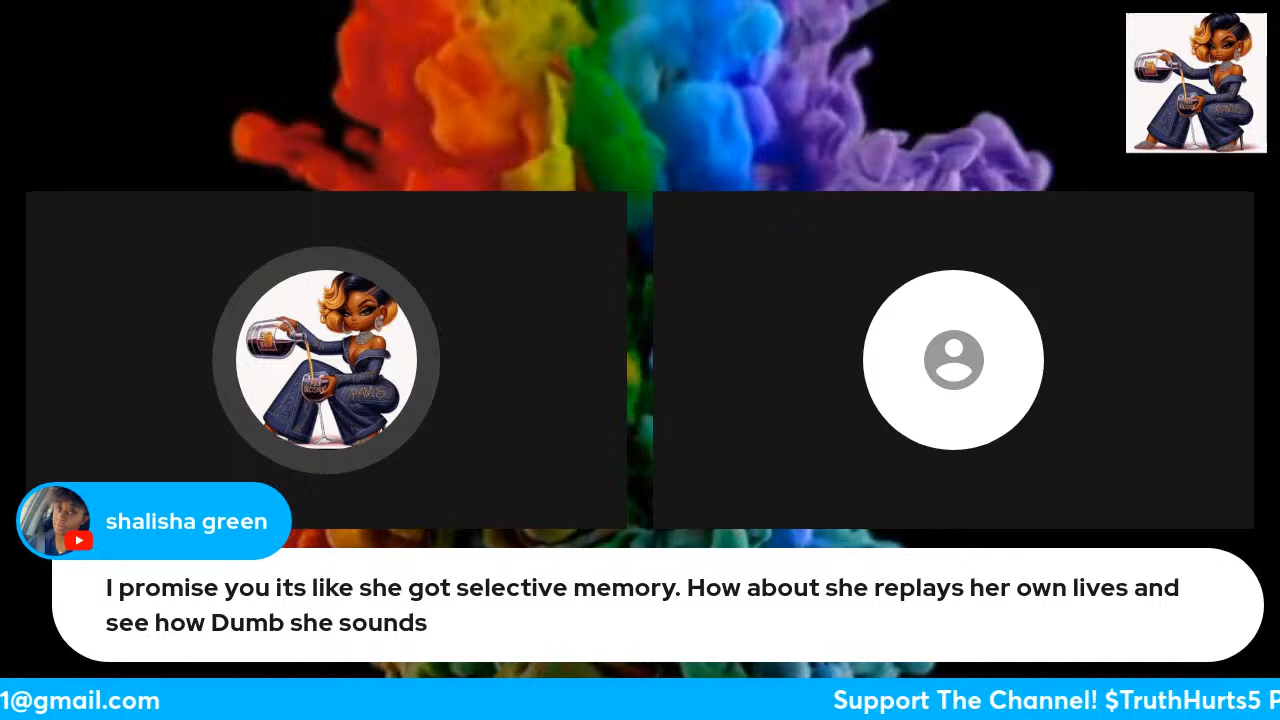 shalisha green
I promise you its like she got selective memory. How about she replays her own lives and
see how Dumb she sounds
1@gmail.com
Support The Channel! $TruthHurts5 P